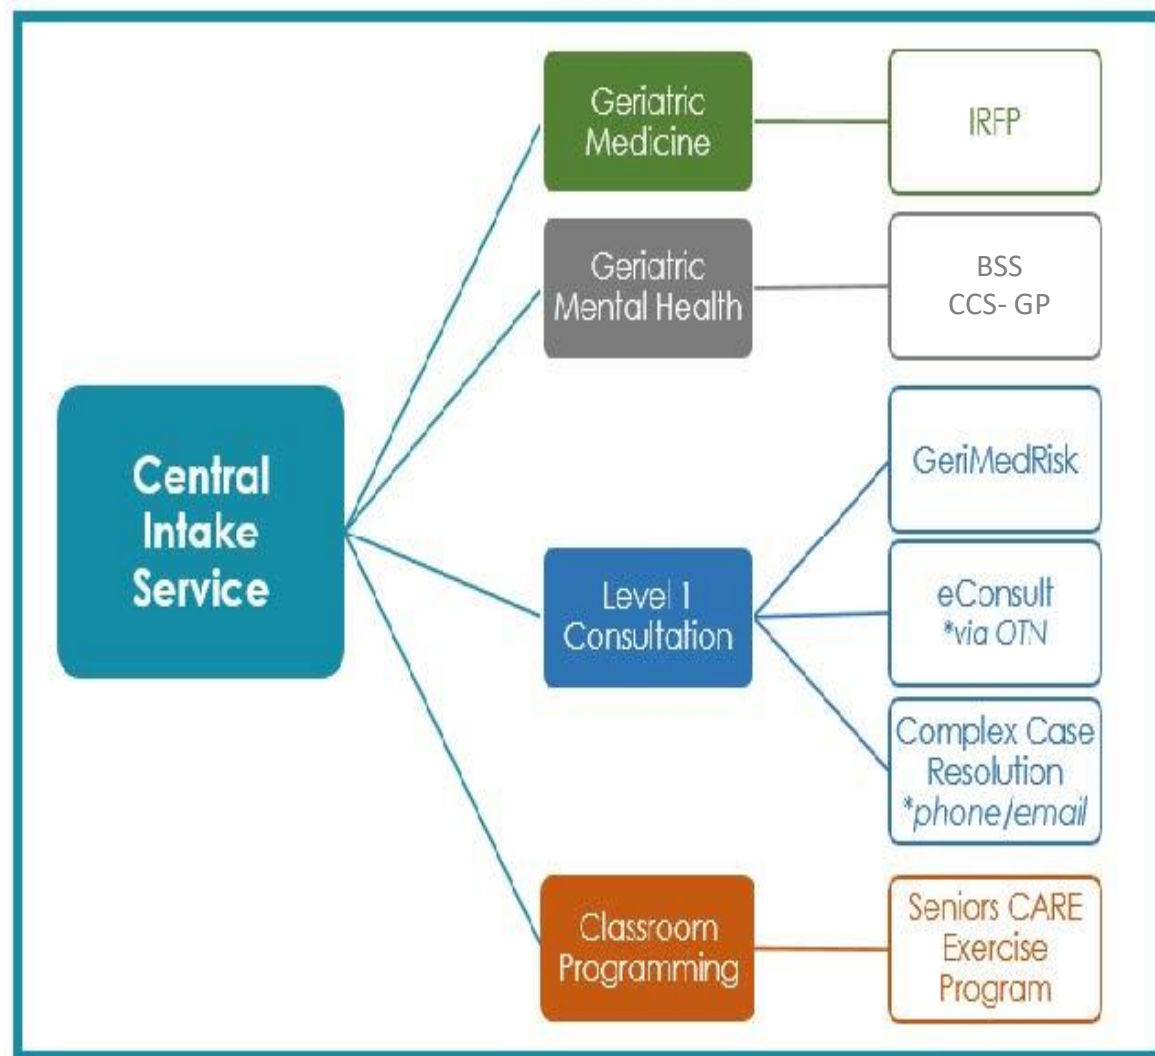 Central
Intake
Service
Geriatric
Medicine
IRFP
Geriatric
Mental Health
BSS
CCS- GP
Level 1
Consultation
GeriMedRisk
eConsult
*via OTN
Complex Case
Resolution
*phone/email
Classroom
Programming
Seniors CARE
Exercise
Program